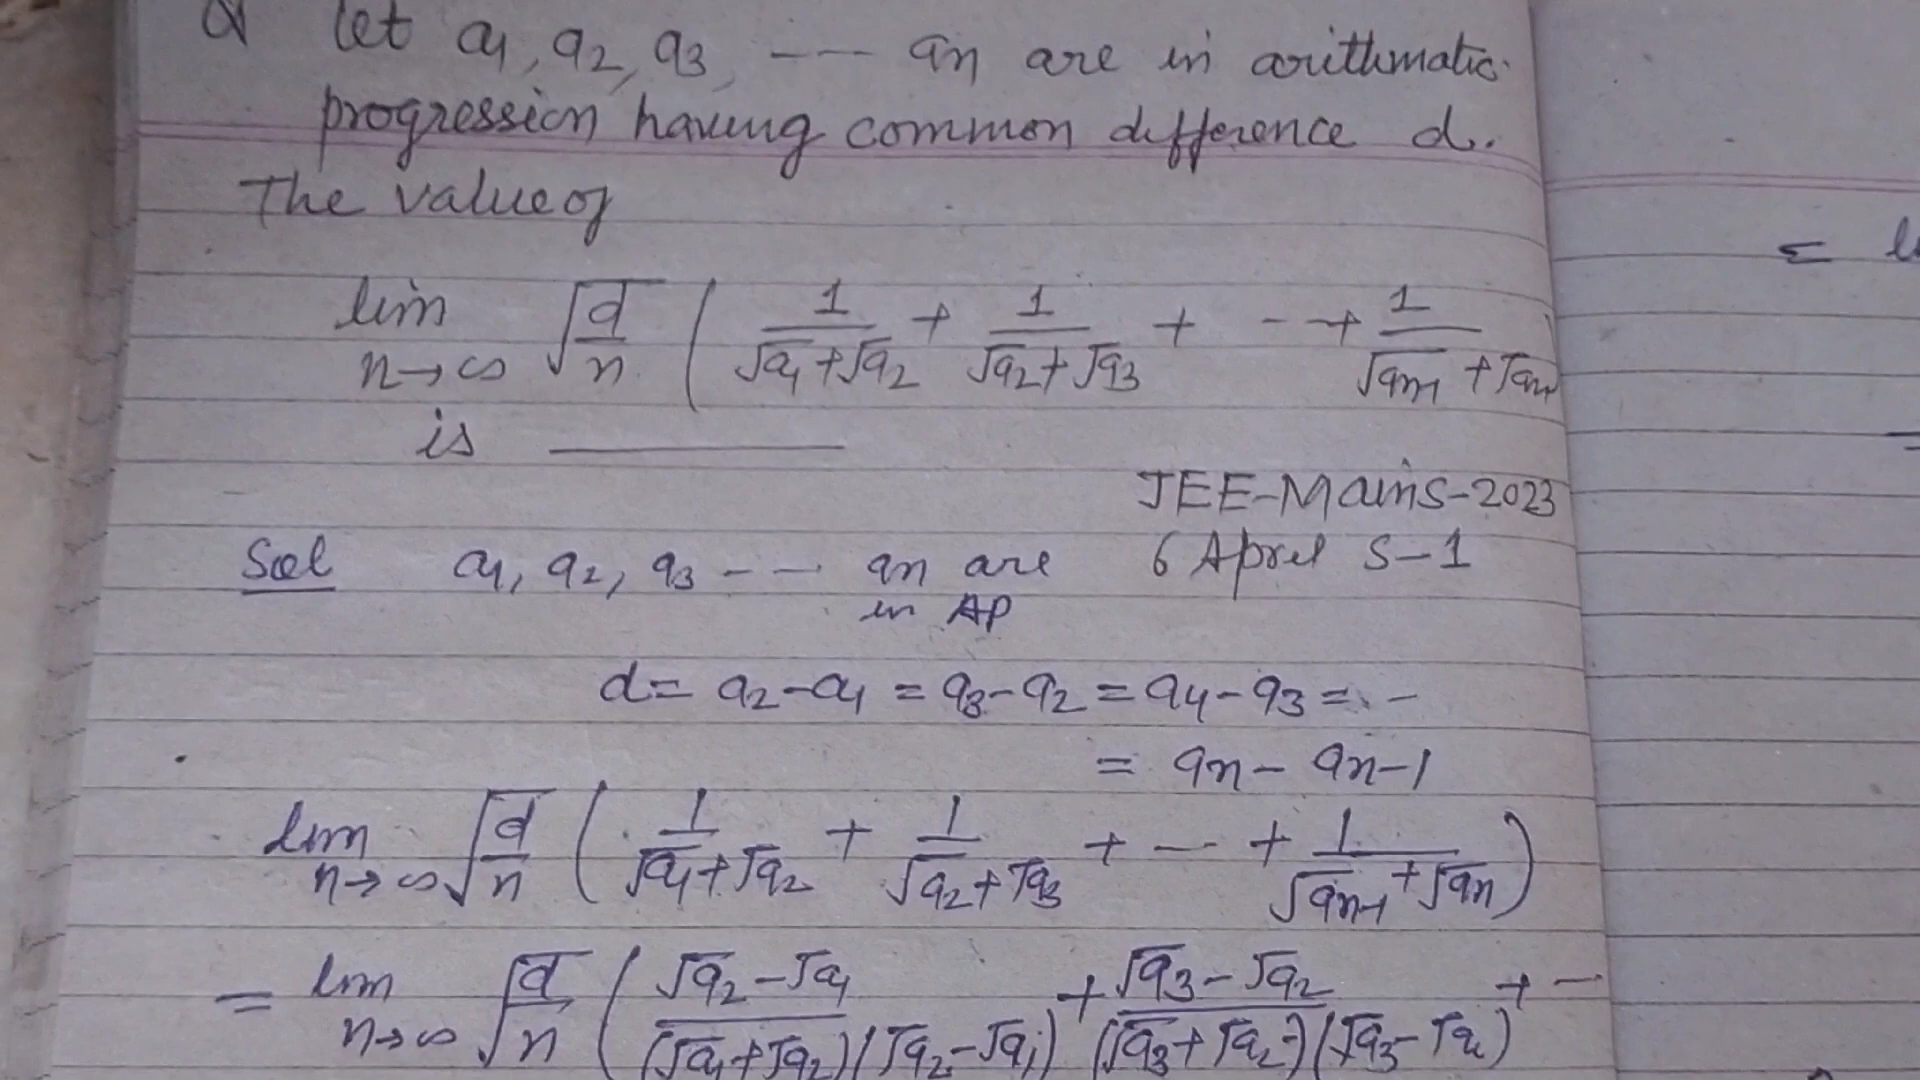 Q let a1, a2, a3, --- an are in arithmatic
progression having common difference d.
The value of
lim n→∞ √(d/n) ( 1/(√a1+√a2) + 1/(√a2+√a3) + --+ 1/(√an-1 + √an)
is ______
JEE-Mains-2023
Sol a1, a2, a3 --- an are 6 April S-1
in AP
d = a2-a1 = a3-a2 = a4-a3 = --
= an - an-1
lim n→∞ √(d/n) ( 1/(√a1+√a2) + 1/(√a2+√a3) + -- + 1/(√an-1+√an) )
= lim n→∞ √(d/n) ( (√a2-√a1)/((√a1+√a2)(√a2-√a1)) + (√a3-√a2)/((√a3+√a2)(√a3-√a2)) + -